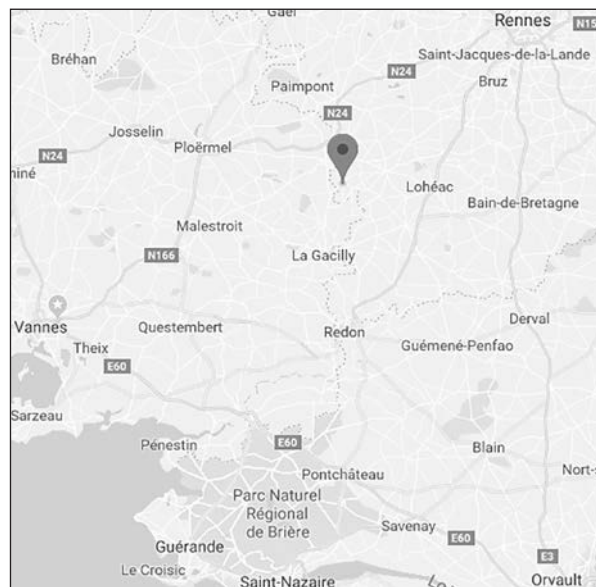 Gaël
Rennes
N15
Bréhan
Saint-Jacques-de-la-Lande
N24
Bruz
Paimpont
N24
Josselin
Ploërmel
N24
miné
Lohéac
Bain-de-Bretagne
Malestroit
N166
La Gacilly
Vannes
Questembert
Redon
Derval
Theix
Guémené-Penfao
E60
Sarzeau
Pénestin
E60
Blain
Pontchâteau
Nort-s
Parc Naturel
Régional
de Brière
Savenay
E60
Guérande
E3
Le Croisic
Saint-Nazaire
Orvault